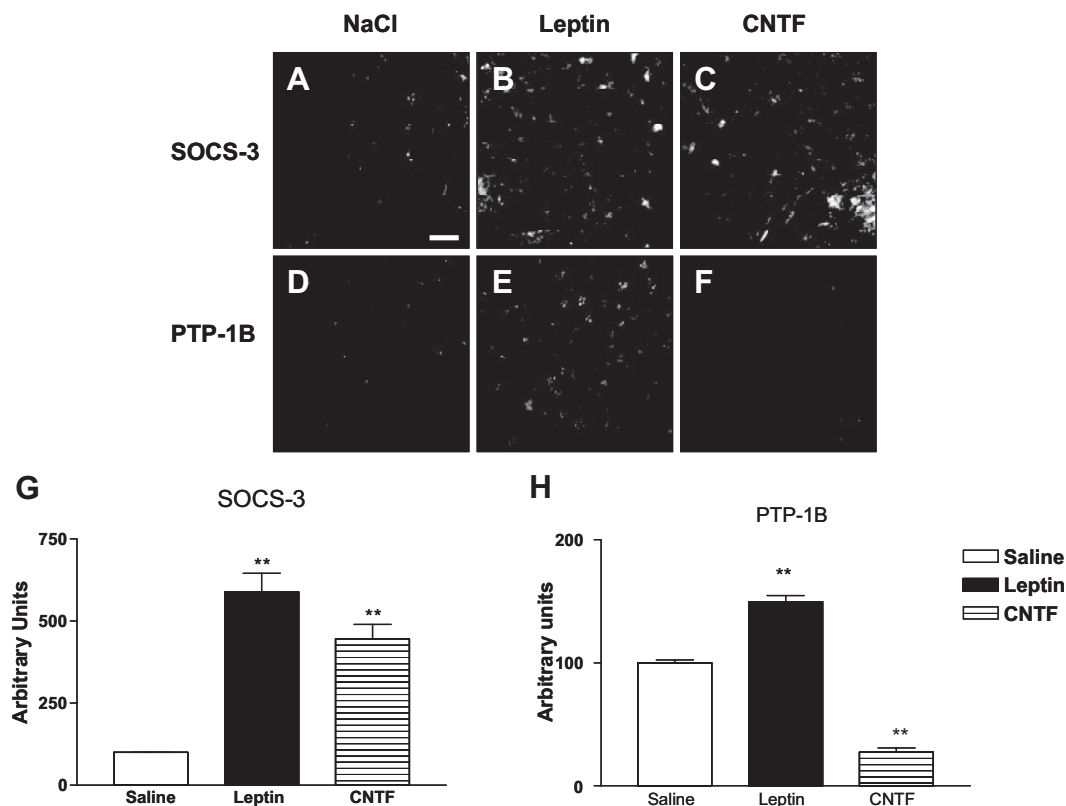 NaCl Leptin CNTF
A B C
SOCS-3
D E F
PTP-1B
G
SOCS-3
750
500
250
0
Arbitrary Units
**
**
Saline Leptin CNTF
H
PTP-1B
200
100
0
Arbitrary units
**
**
Saline Leptin CNTF
Saline
Leptin
CNTF